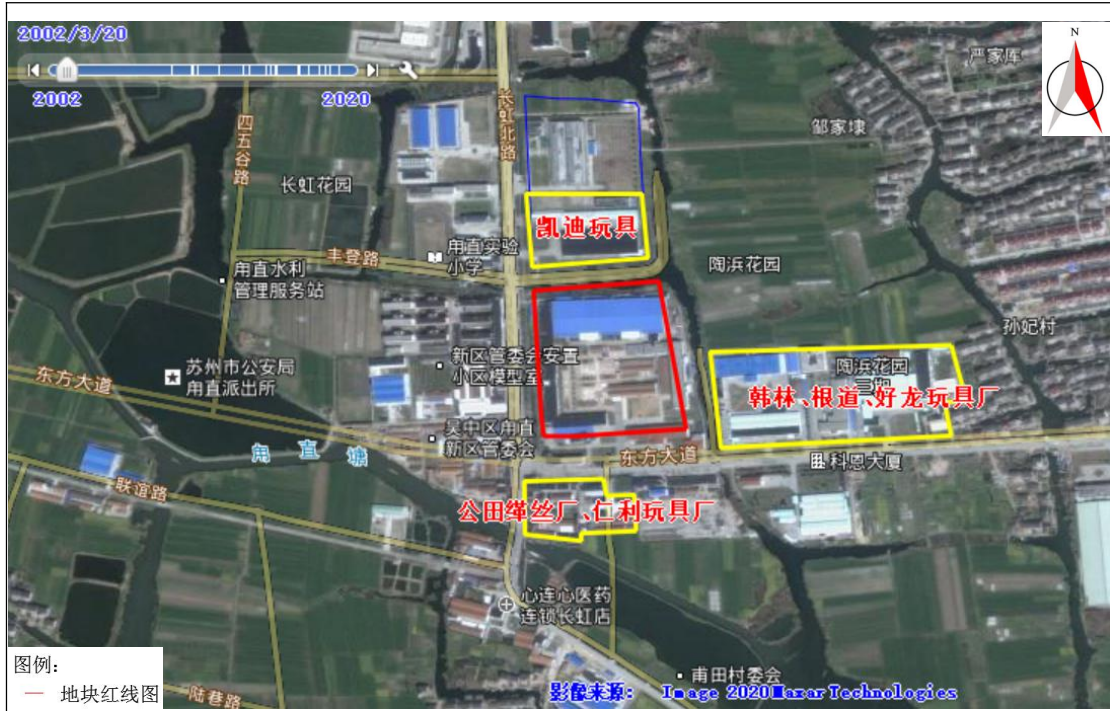 2002/3/20
2002
2020
N
严家厍
邹家埭
长虹北路
四五谷路
长虹花园
凯迪玩具
丰登路
甪直实验
小学
陶浜花园
甪直水利
管理服务站
孙妃村
新区管委会安置
小区模型室
苏州市公安局
甪直派出所
陶浜花园
三期
东方大道
韩林、根道、好龙玩具厂
吴中区甪直
新区管委会
甪直塘
东方大道
科恩大厦
联谊路
公田缂丝厂、仁利玩具厂
心连心医药
连锁长虹店
图例:
地块红线图
陆巷路
甫田村委会
影像来源: Image 2020 Maxar Technologies